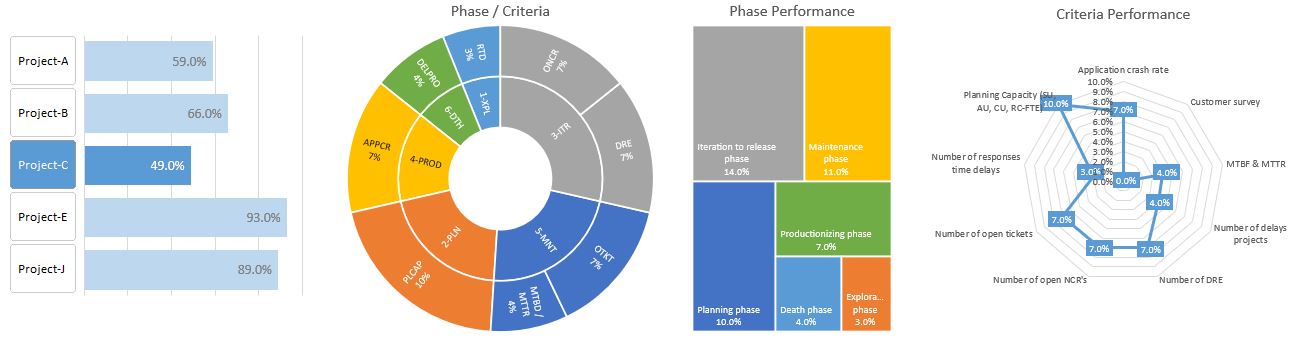 Project-A
59.0%
Project-B
66.0%
Project-C
49.0%
Project-E
93.0%
Project-J
89.0%
Phase / Criteria
RTD
3%
ONCR
7%
DELPRO
4%
1-XPL
6-DTH
3-ITR
DRE
7%
APPCR
7%
4-PROD
2-PLN
5-MNT
PLCAP
10%
MTBD /
MTTR
4%
OTKT
7%
Phase Performance
Iteration to release
phase
14.0%
Maintenance
phase
11.0%
Planning phase
10.0%
Productionizing phase
7.0%
Death phase
4.0%
Explora...
phase
3.0%
Criteria Performance
Application crash rate
Customer survey
MTBF & MTTR
Number of delays
projects
Number of DRE
Number of open NCR's
Number of open tickets
Number of responses
time delays
Planning Capacity (SU,
AU, CU, RC-FTE)
10.0%
9.0%
8.0%
7.0%
6.0%
5.0%
4.0%
3.0%
2.0%
1.0%
0.0%
7.0%
0.0%
4.0%
4.0%
7.0%
7.0%
7.0%
3.0%
10.0%